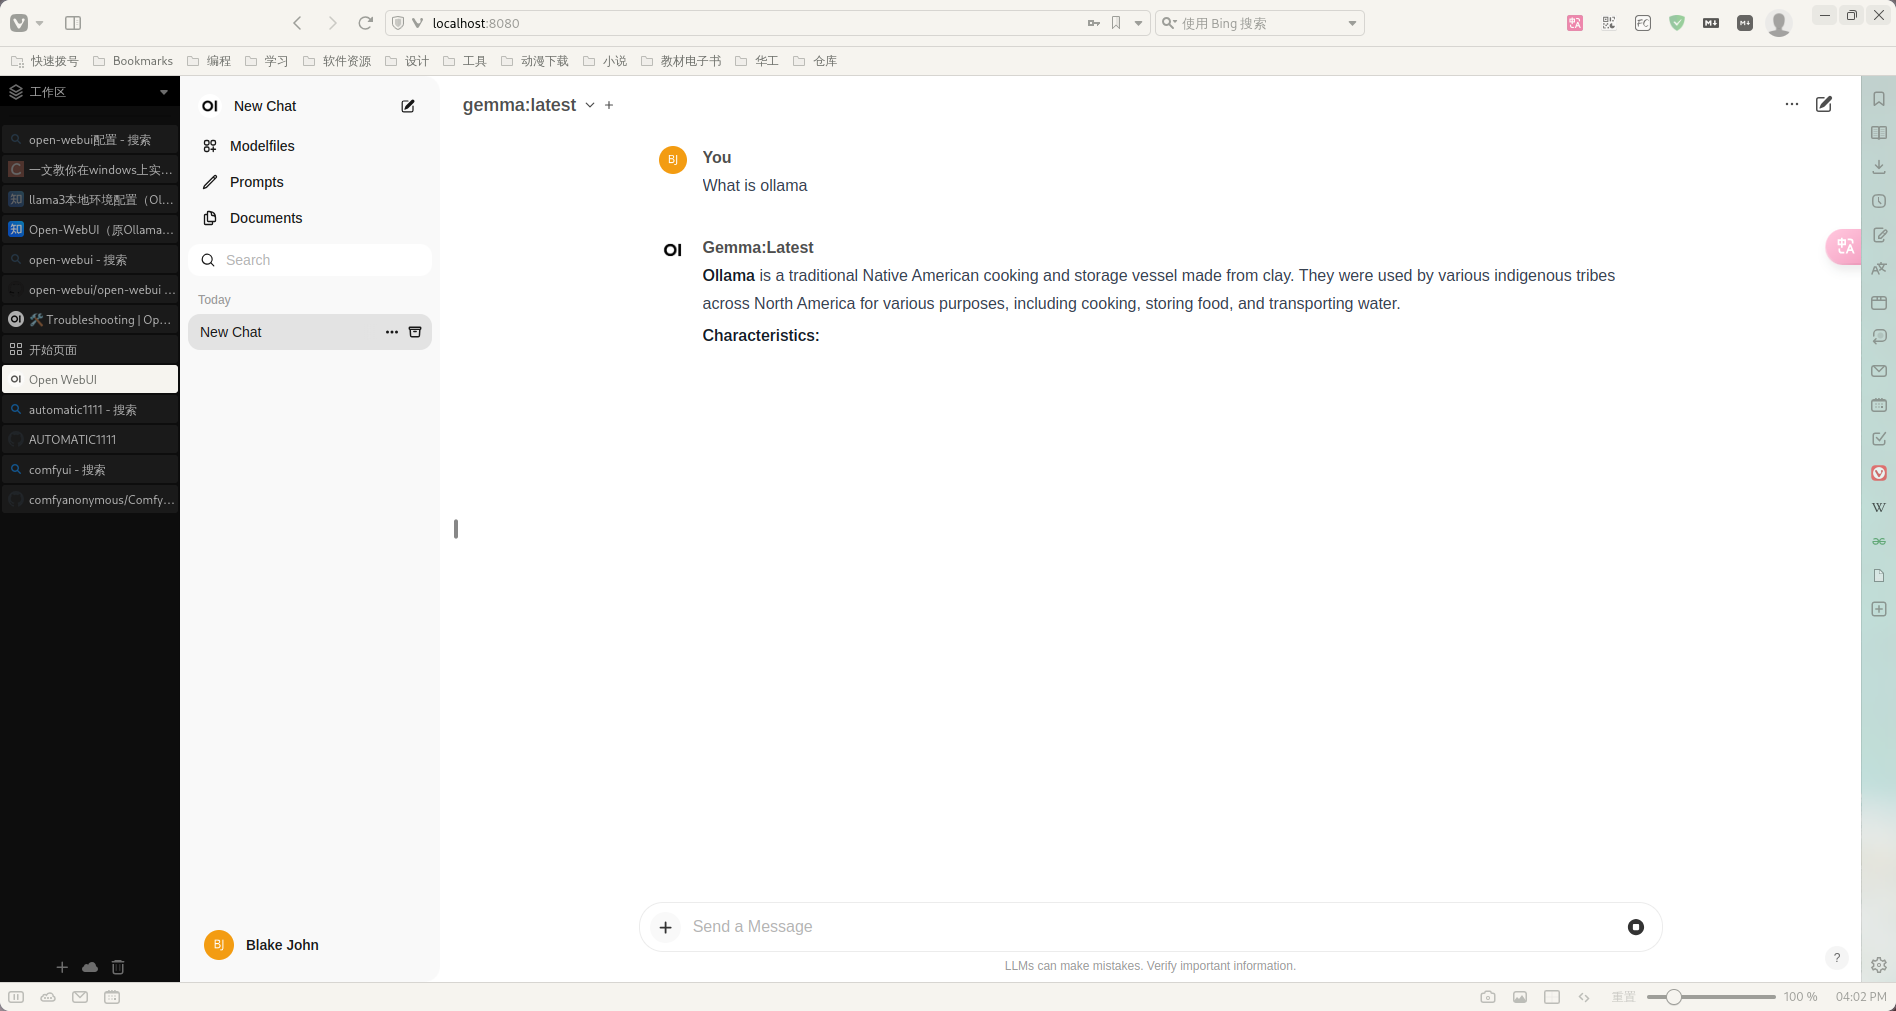 localhost:8080
使用 Bing 搜索
快速拨号 Bookmarks 编程 学习 软件资源 设计 工具 动漫下载 小说 教材电子书 华工 仓库
工作区
open-webui配置 - 搜索
一文教你在windows上实...
llama3本地环境配置（Ol...
Open-WebUI（原Ollama...
open-webui - 搜索
open-webui/open-webui ...
🛠️ Troubleshooting | Op...
开始页面
Open WebUI
automatic1111 - 搜索
AUTOMATIC1111
comfyui - 搜索
comfyanonymous/Comfy...
OI New Chat
Modelfiles
Prompts
Documents
Search
Today
New Chat
BJ Blake John
gemma:latest
BJ You
What is ollama
OI Gemma:Latest
Ollama is a traditional Native American cooking and storage vessel made from clay. They were used by various indigenous tribes
across North America for various purposes, including cooking, storing food, and transporting water.
Characteristics:
Send a Message
LLMs can make mistakes. Verify important information.
?
重置 100 % 04:02 PM